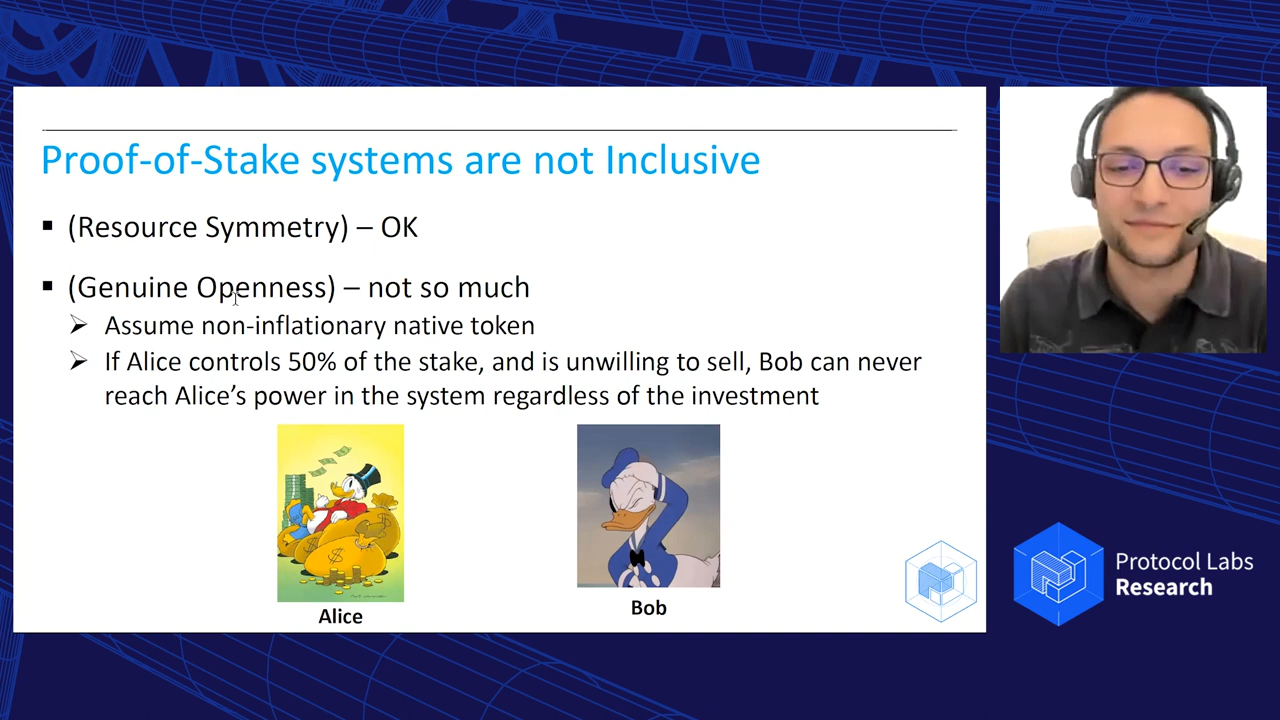 Proof-of-Stake systems are not Inclusive
▪ (Resource Symmetry) – OK
▪ (Genuine Openness) – not so much
➢ Assume non-inflationary native token
➢ If Alice controls 50% of the stake, and is unwilling to sell, Bob can never
reach Alice’s power in the system regardless of the investment
Alice
Bob
Protocol Labs
Research